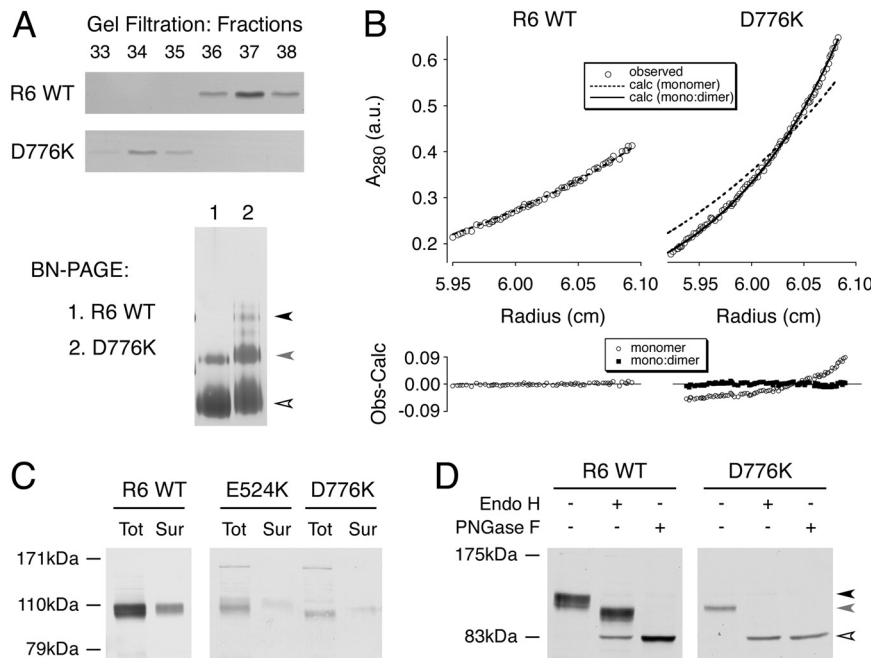 A
Gel Filtration: Fractions
33 34 35 36 37 38
R6 WT
D776K
1 2
BN-PAGE:
1. R6 WT
2. D776K
B
R6 WT D776K
observed
calc (monomer)
calc (mono:dimer)
A280 (a.u.)
0.6
0.5
0.4
0.3
0.2
5.95 6.00 6.05 5.95 6.00 6.05 6.10
Radius (cm) Radius (cm)
monomer
mono:dimer
Obs-Calc
0.09
0.00
-0.09
C
R6 WT E524K D776K
Tot Sur Tot Sur Tot Sur
171kDa
110kDa
79kDa
D
R6 WT D776K
Endo H - + - - + -
PNGase F - - + - - +
175kDa
83kDa